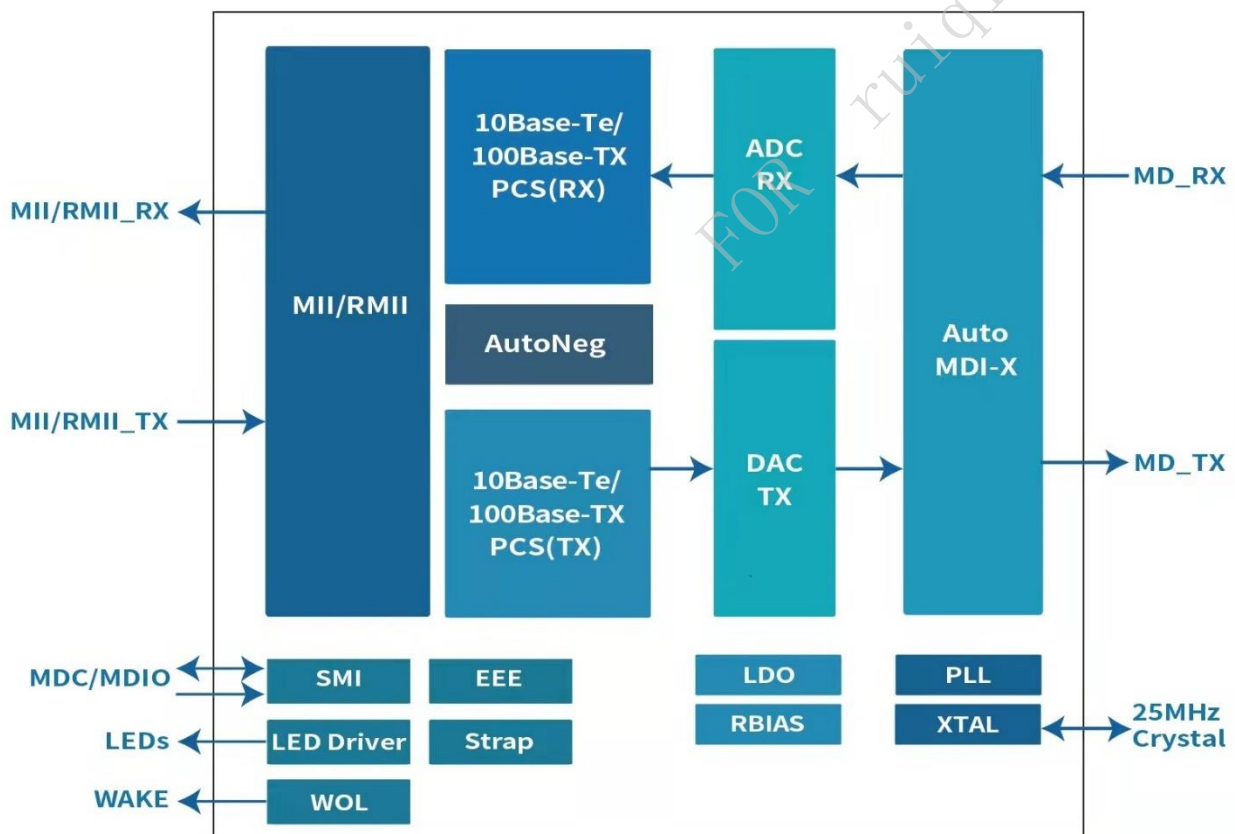 10Base-Te/
100Base-TX
PCS(RX)
ADC
RX
MD_RX
MII/RMII_RX
MII/RMII
AutoNeg
Auto
MDI-X
MII/RMII_TX
10Base-Te/
100Base-TX
PCS(TX)
DAC
TX
MD_TX
MDC/MDIO
SMI
EEE
LDO
PLL
LEDs
LED Driver
Strap
RBIAS
XTAL
25MHz
Crystal
WAKE
WOL
FOR